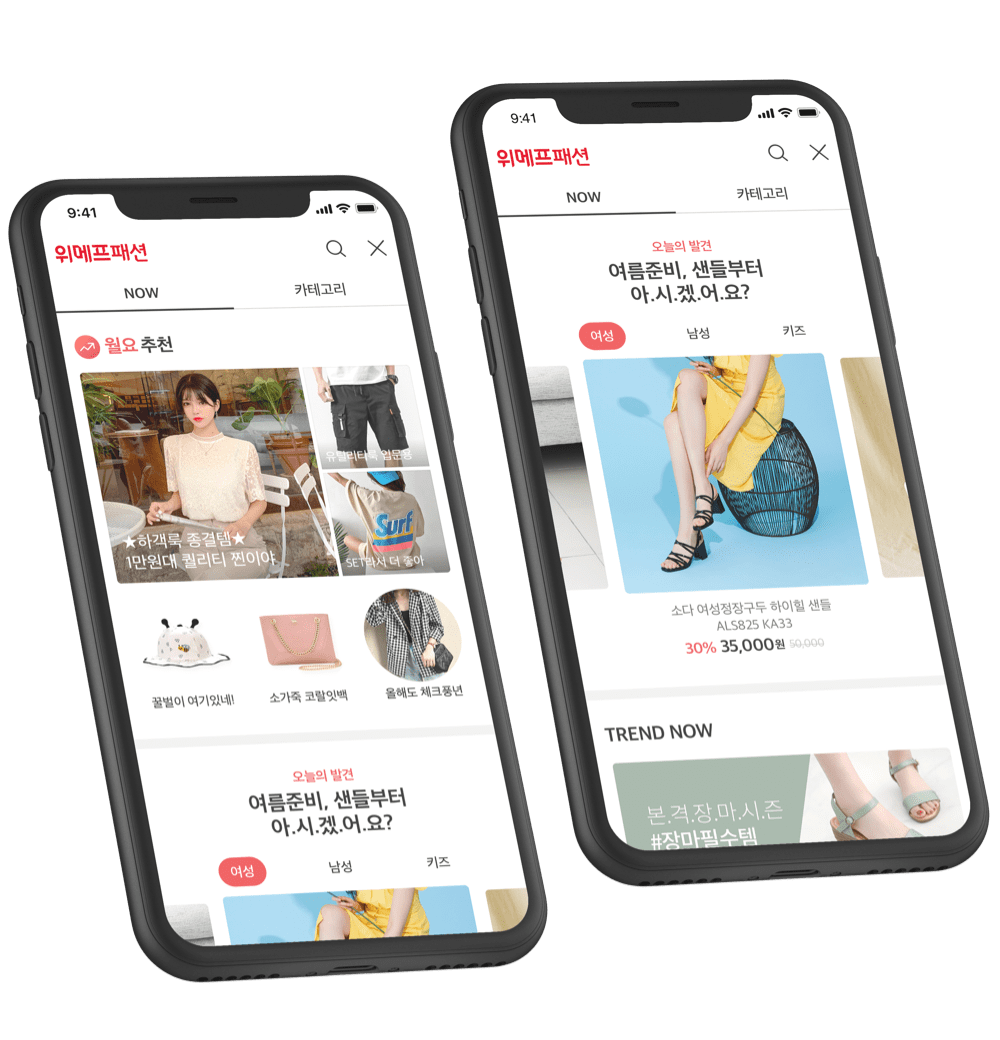 9:41
위메프패션
NOW
카테고리
월요 추천
★하객룩 종결템★
1만원대 퀄리티 찐이야
유틸리타룩 입문용
Surf
SET라서 더 좋아
꿀벌이 여기있네!
소가죽 코랄잇백
올해도 체크풍년
오늘의 발견
여름준비, 샌들부터
아.시.겠.어.요?
여성
남성
키즈
9:41
위메프패션
NOW
카테고리
오늘의 발견
여름준비, 샌들부터
아.시.겠.어.요?
여성
남성
키즈
소다 여성정장구두 하이힐 샌들
ALS825 KA33
30% 35,000원 50,000
TREND NOW
본.격.장.마.시.즌
#장마필수템